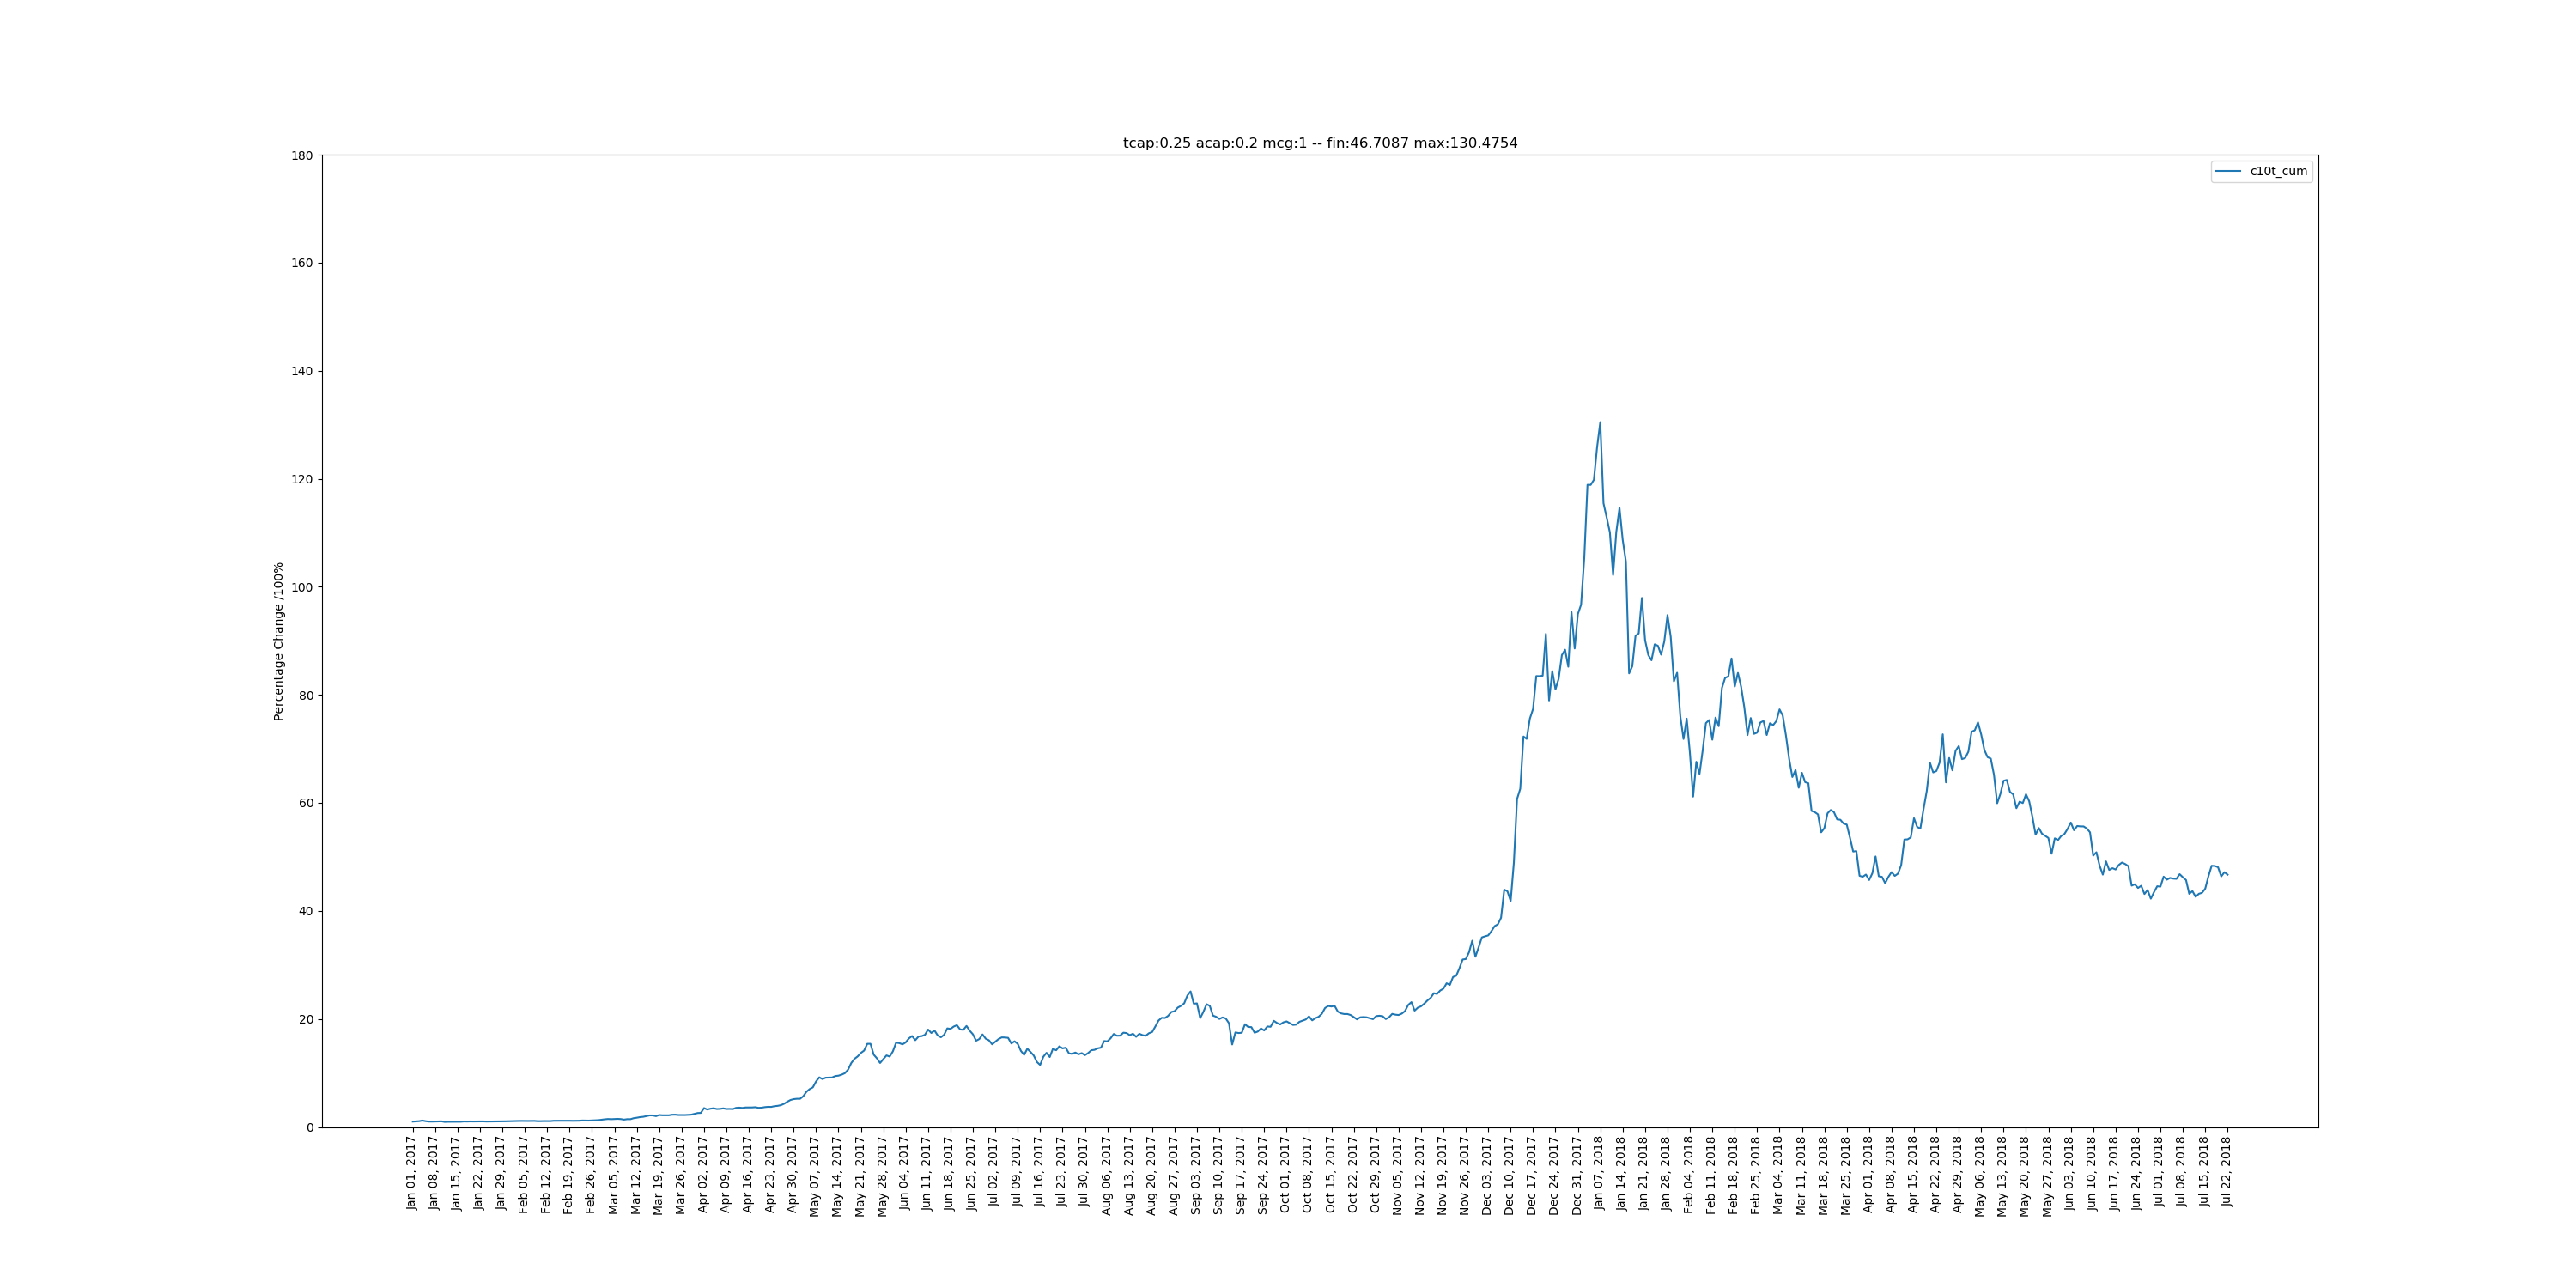 tcap:0.25 acap:0.2 mcg:1 -- fin:46.7087 max:130.4754
c10t_cum
Percentage Change /100%
180
160
140
120
100
80
60
40
20
0
Jan 01, 2017
Jan 08, 2017
Jan 15, 2017
Jan 22, 2017
Jan 29, 2017
Feb 05, 2017
Feb 12, 2017
Feb 19, 2017
Feb 26, 2017
Mar 05, 2017
Mar 12, 2017
Mar 19, 2017
Mar 26, 2017
Apr 02, 2017
Apr 09, 2017
Apr 16, 2017
Apr 23, 2017
Apr 30, 2017
May 07, 2017
May 14, 2017
May 21, 2017
May 28, 2017
Jun 04, 2017
Jun 11, 2017
Jun 18, 2017
Jun 25, 2017
Jul 02, 2017
Jul 09, 2017
Jul 16, 2017
Jul 23, 2017
Jul 30, 2017
Aug 06, 2017
Aug 13, 2017
Aug 20, 2017
Aug 27, 2017
Sep 03, 2017
Sep 10, 2017
Sep 17, 2017
Sep 24, 2017
Oct 01, 2017
Oct 08, 2017
Oct 15, 2017
Oct 22, 2017
Oct 29, 2017
Nov 05, 2017
Nov 12, 2017
Nov 19, 2017
Nov 26, 2017
Dec 03, 2017
Dec 10, 2017
Dec 17, 2017
Dec 24, 2017
Dec 31, 2017
Jan 07, 2018
Jan 14, 2018
Jan 21, 2018
Jan 28, 2018
Feb 04, 2018
Feb 11, 2018
Feb 18, 2018
Feb 25, 2018
Mar 04, 2018
Mar 11, 2018
Mar 18, 2018
Mar 25, 2018
Apr 01, 2018
Apr 08, 2018
Apr 15, 2018
Apr 22, 2018
Apr 29, 2018
May 06, 2018
May 13, 2018
May 20, 2018
May 27, 2018
Jun 03, 2018
Jun 10, 2018
Jun 17, 2018
Jun 24, 2018
Jul 01, 2018
Jul 08, 2018
Jul 15, 2018
Jul 22, 2018